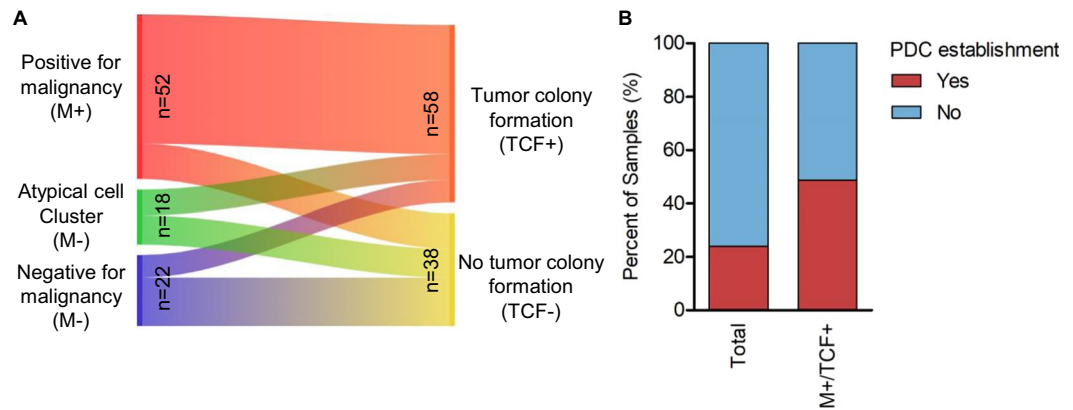 A
Positive for
malignancy
(M+)
n=52
Atypical cell
Cluster
(M-)
n=18
Negative for
malignancy
(M-)
n=22
n=58
Tumor colony
formation
(TCF+)
n=38
No tumor colony
formation
(TCF-)
B
Percent of Samples (%)
100
80
60
40
20
0
Total
M+/TCF+
PDC establishment
Yes
No